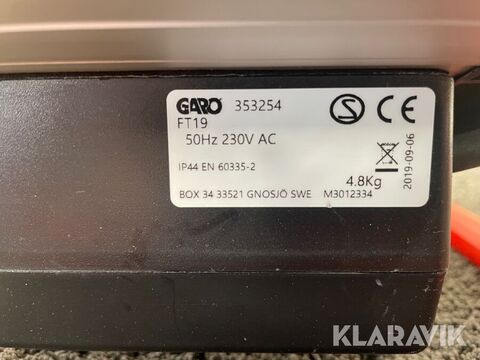 GARO 353254
FT19
50Hz 230V AC
IP44 EN 60335-2
BOX 34 33521 GNOSJÖ SWE M3012334
4.8Kg
2019-09-06
S CE
KLARAVIK